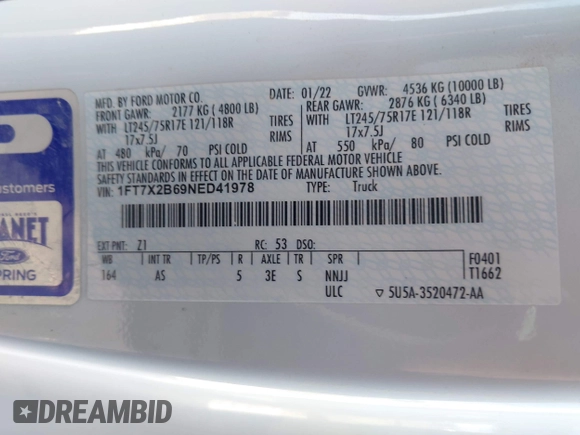 MFD. BY FORD MOTOR CO.
DATE: 01/22 GVWR: 4536 KG (10000 LB)
FRONT GAWR: 2177 KG (4800 LB) REAR GAWR: 2876 KG (6340 LB)
WITH LT245/75R17E 121/118R TIRES WITH LT245/75R17E 121/118R TIRES
17x7.5J RIMS 17x7.5J RIMS
AT 480 kPa/ 70 PSI COLD AT 550 kPa/ 80 PSI COLD
THIS VEHICLE CONFORMS TO ALL APPLICABLE FEDERAL MOTOR VEHICLE
SAFETY STANDARDS IN EFFECT ON THE DATE OF MANUFACTURE SHOWN ABOVE.
VIN: 1FT7X2B69NED41978 TYPE: Truck
EXT PNT: Z1 RC: 53 DSO:
WB INT TR TP/PS R AXLE TR SPR F0401
164 AS 5 3E S NNJJ T1662
ULC ▽ 5U5A-3520472-AA
customers
ANET
Ford
PRING
DREAMBID